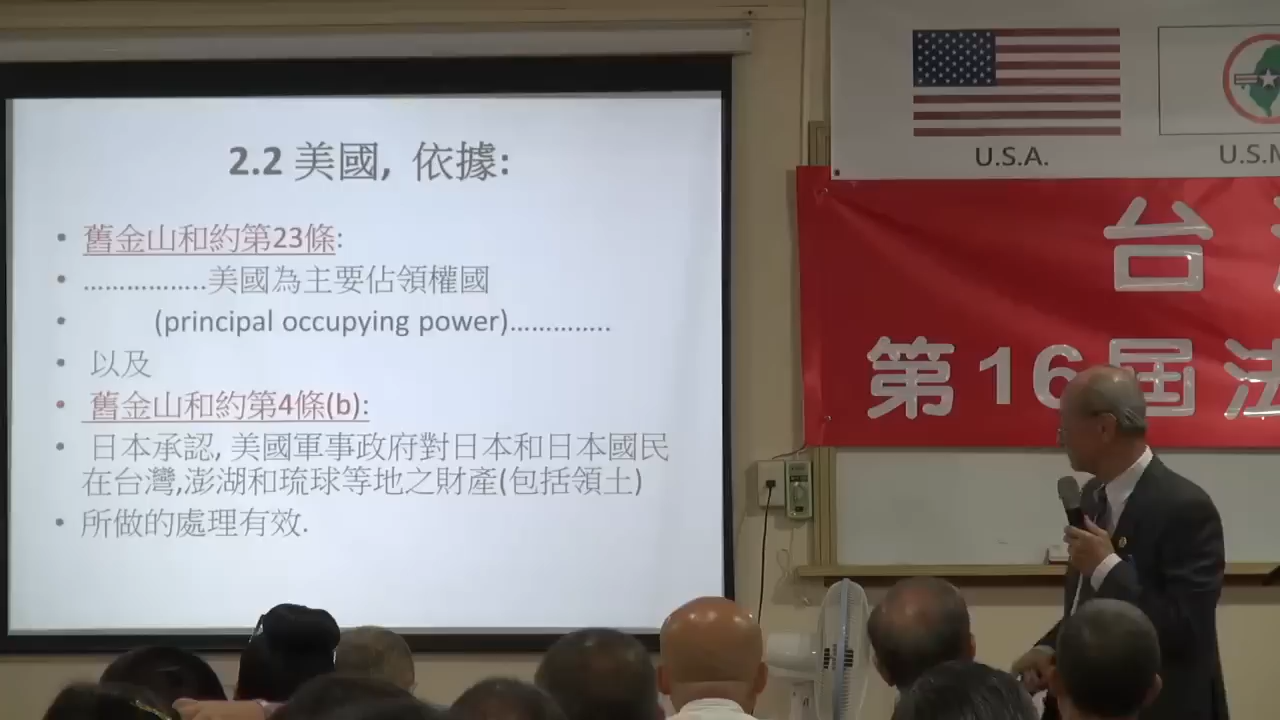 2.2 美國, 依據:
舊金山和約第23條:
……………..美國為主要佔領權國
(principal occupying power)…………..
以及
舊金山和約第4條(b):
日本承認, 美國軍事政府對日本和日本國民
在台灣,澎湖和琉球等地之財產(包括領土)
所做的處理有效.
U.S.A.
U.S.M
台
第16屆法